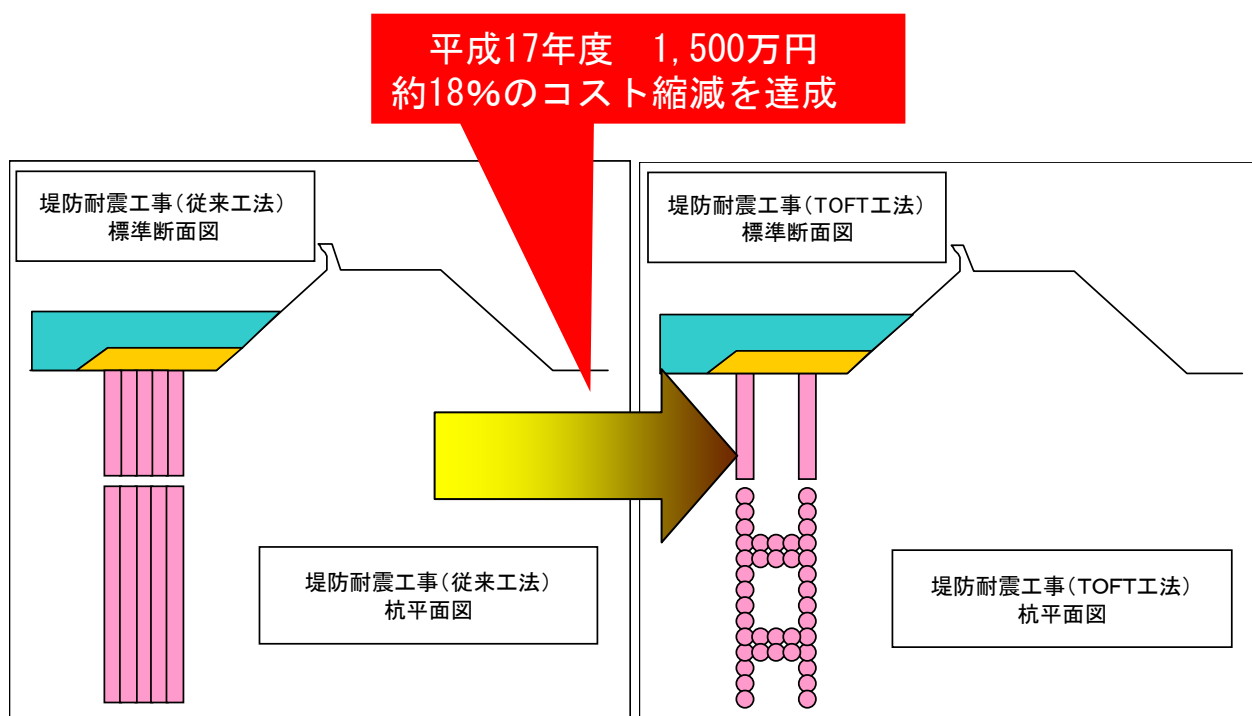 平成17年度　1,500万円
約18%のコスト縮減を達成
堤防耐震工事(従来工法)
標準断面図
堤防耐震工事(TOFT工法)
標準断面図
堤防耐震工事(従来工法)
杭平面図
堤防耐震工事(TOFT工法)
杭平面図